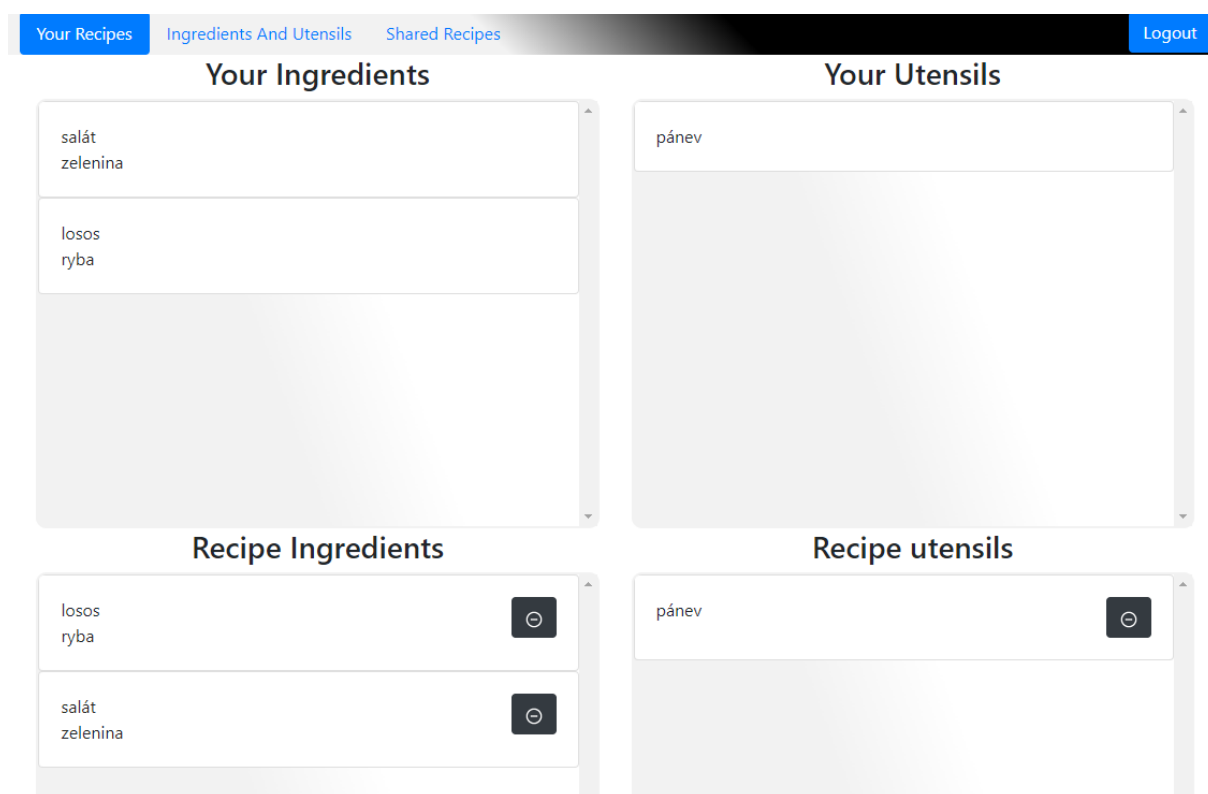 Your Recipes Ingredients And Utensils Shared Recipes Logout
Your Ingredients
salát
zelenina
losos
ryba
Your Utensils
pánev
Recipe Ingredients
losos
ryba
salát
zelenina
Recipe utensils
pánev